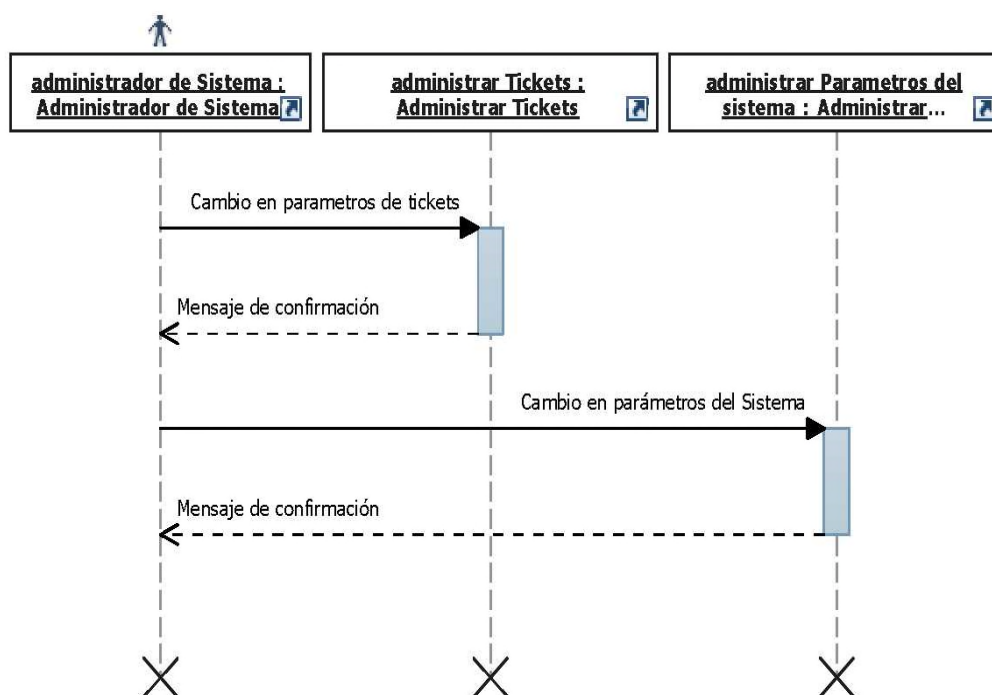 administrador de Sistema :
Administrador de Sistema
administrar Tickets :
Administrar Tickets
administrar Parametros del
sistema : Administrar...
Cambio en parametros de tickets
Mensaje de confirmación
Cambio en parámetros del Sistema
Mensaje de confirmación